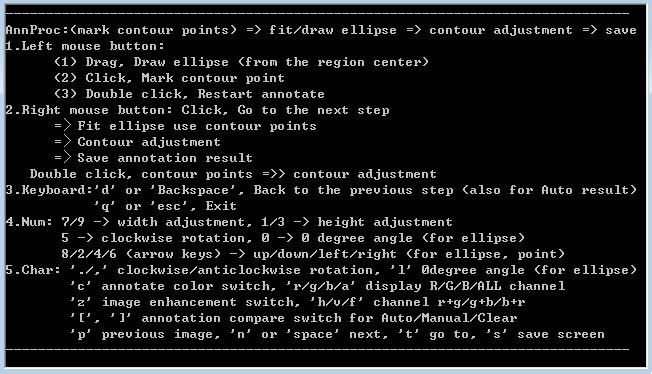 ------------------------------------------------------------------------------
AnnProc:(mark contour points) => fit/draw ellipse => contour adjustment => save
1.Left mouse button:
(1) Drag, Draw ellipse (from the region center)
(2) Click, Mark contour point
(3) Double click, Restart annotate
2.Right mouse button: Click, Go to the next step
=> Fit ellipse use contour points
=> Contour adjustment
=> Save annotation result
Double click, contour points =>> contour adjustment
3.Keyboard:'d' or 'Backspace', Back to the previous step (also for Auto result)
'q' or 'esc', Exit
4.Num: 7/9 -> width adjustment, 1/3 -> height adjustment
5 -> clockwise rotation, 0 -> 0 degree angle (for ellipse)
8/2/4/6 (arrow keys) -> up/down/left/right (for ellipse, point)
5.Char: './,' clockwise/anticlockwise rotation, 'l' 0degree angle (for ellipse)
'c' annotate color switch, 'r/g/b/a' display R/G/B/ALL channel
'z' image enhancement switch, 'h/v/f' channel r+g/g+b/b+r
'[', ']' annotation compare switch for Auto/Manual/Clear
'p' previous image, 'n' or 'space' next, 't' go to, 's' save screen
------------------------------------------------------------------------------